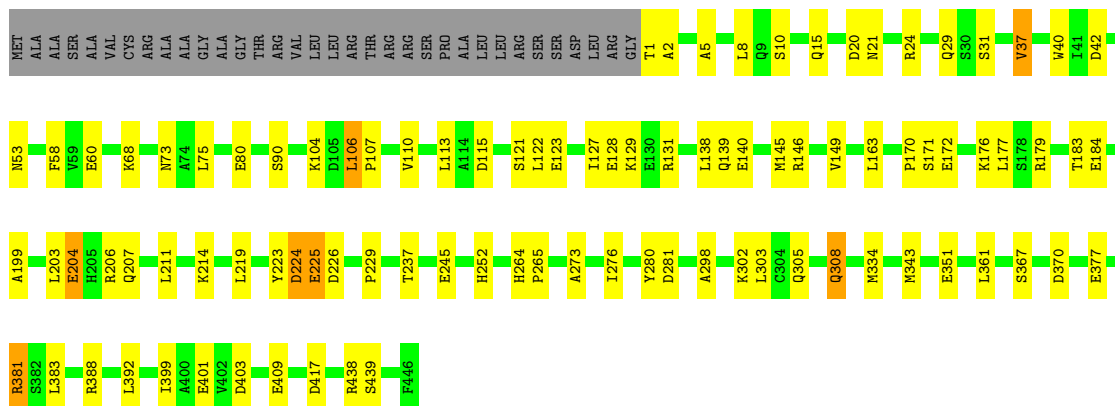 MET ALA ALA SER ALA VAL CYS ARG ALA ALA GLY ALA GLY THR ARG VAL LEU LEU ARG THR ARG ARG SER PRO ALA LEU LEU ARG SER SER ASP LEU ARG GLY T1 A2 A5 L8 Q9 S10 Q15 D20 N21 R24 Q29 S30 S31 V37 W40 I41 D42
N53 F58 V59 E60 K68 N73 A74 L75 E80 S90 K104 D105 L106 P107 V110 L113 A114 D115 S121 L122 E123 I127 E128 K129 E130 R131 L138 Q139 E140 M145 R146 V149 L163 P170 S171 E172 K176 L177 S178 R179 T183 E184
A199 L203 E204 H205 R206 Q207 L211 K214 L219 Y223 D224 E225 D226 P229 T237 E245 H252 H264 P265 A273 I276 Y280 D281 A298 K302 L303 C304 Q305 Q308 M334 M343 E351 L361 S367 D370 E377
R381 S382 L383 R388 L392 I399 A400 E401 V402 D403 E409 D417 R438 S439 F446